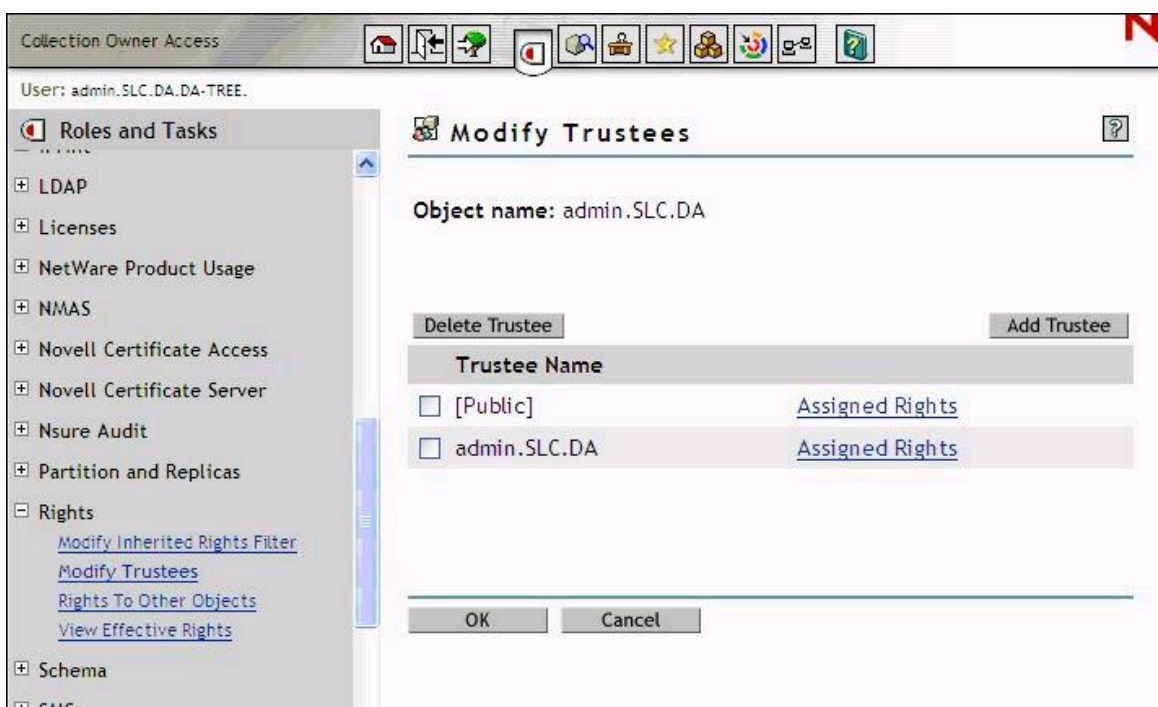 Collection Owner Access
N
User: admin.SLC.DA.DA-TREE.
Roles and Tasks
LDAP
Licenses
NetWare Product Usage
NMAS
Novell Certificate Access
Novell Certificate Server
Nsure Audit
Partition and Replicas
Rights
Modify Inherited Rights Filter
Modify Trustees
Rights To Other Objects
View Effective Rights
Schema
Modify Trustees
?
Object name: admin.SLC.DA
Delete Trustee Add Trustee
Trustee Name
[Public] Assigned Rights
admin.SLC.DA Assigned Rights
OK Cancel